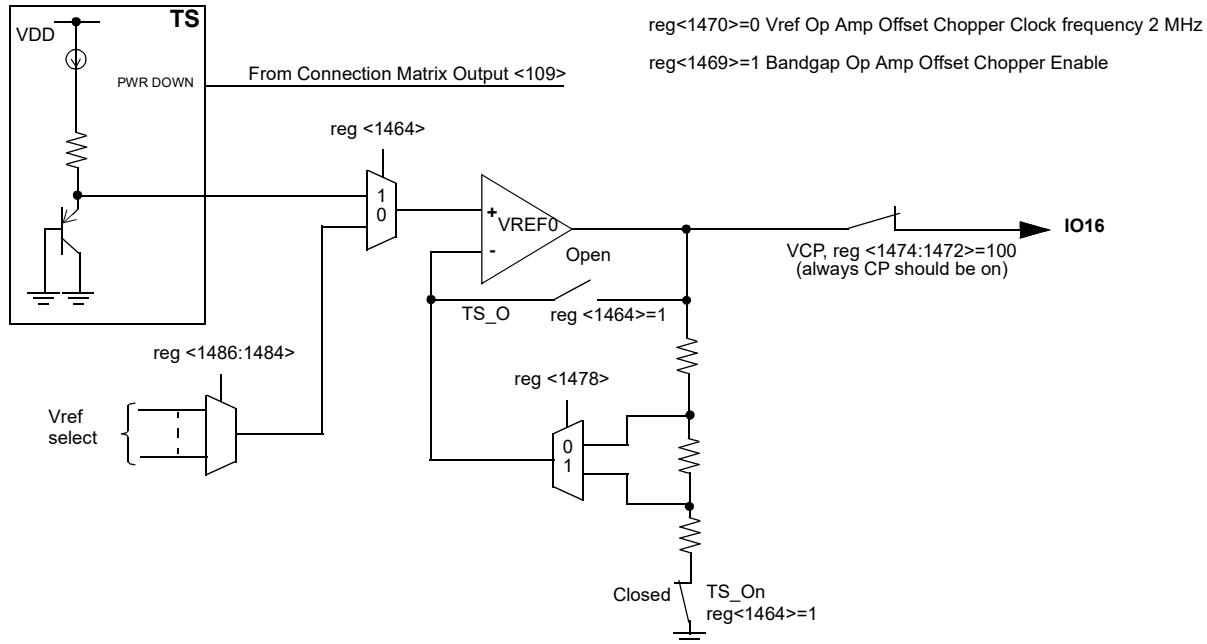 TS
VDD
PWR DOWN
From Connection Matrix Output <109>
reg<1470>=0 Vref Op Amp Offset Chopper Clock frequency 2 MHz
reg<1469>=1 Bandgap Op Amp Offset Chopper Enable
reg <1464>
1
0
+
VREF0
-
Open
IO16
VCP, reg <1474:1472>=100
(always CP should be on)
TS_O
reg <1464>=1
reg <1486:1484>
reg <1478>
Vref
select
0
1
Closed
TS_On
reg<1464>=1